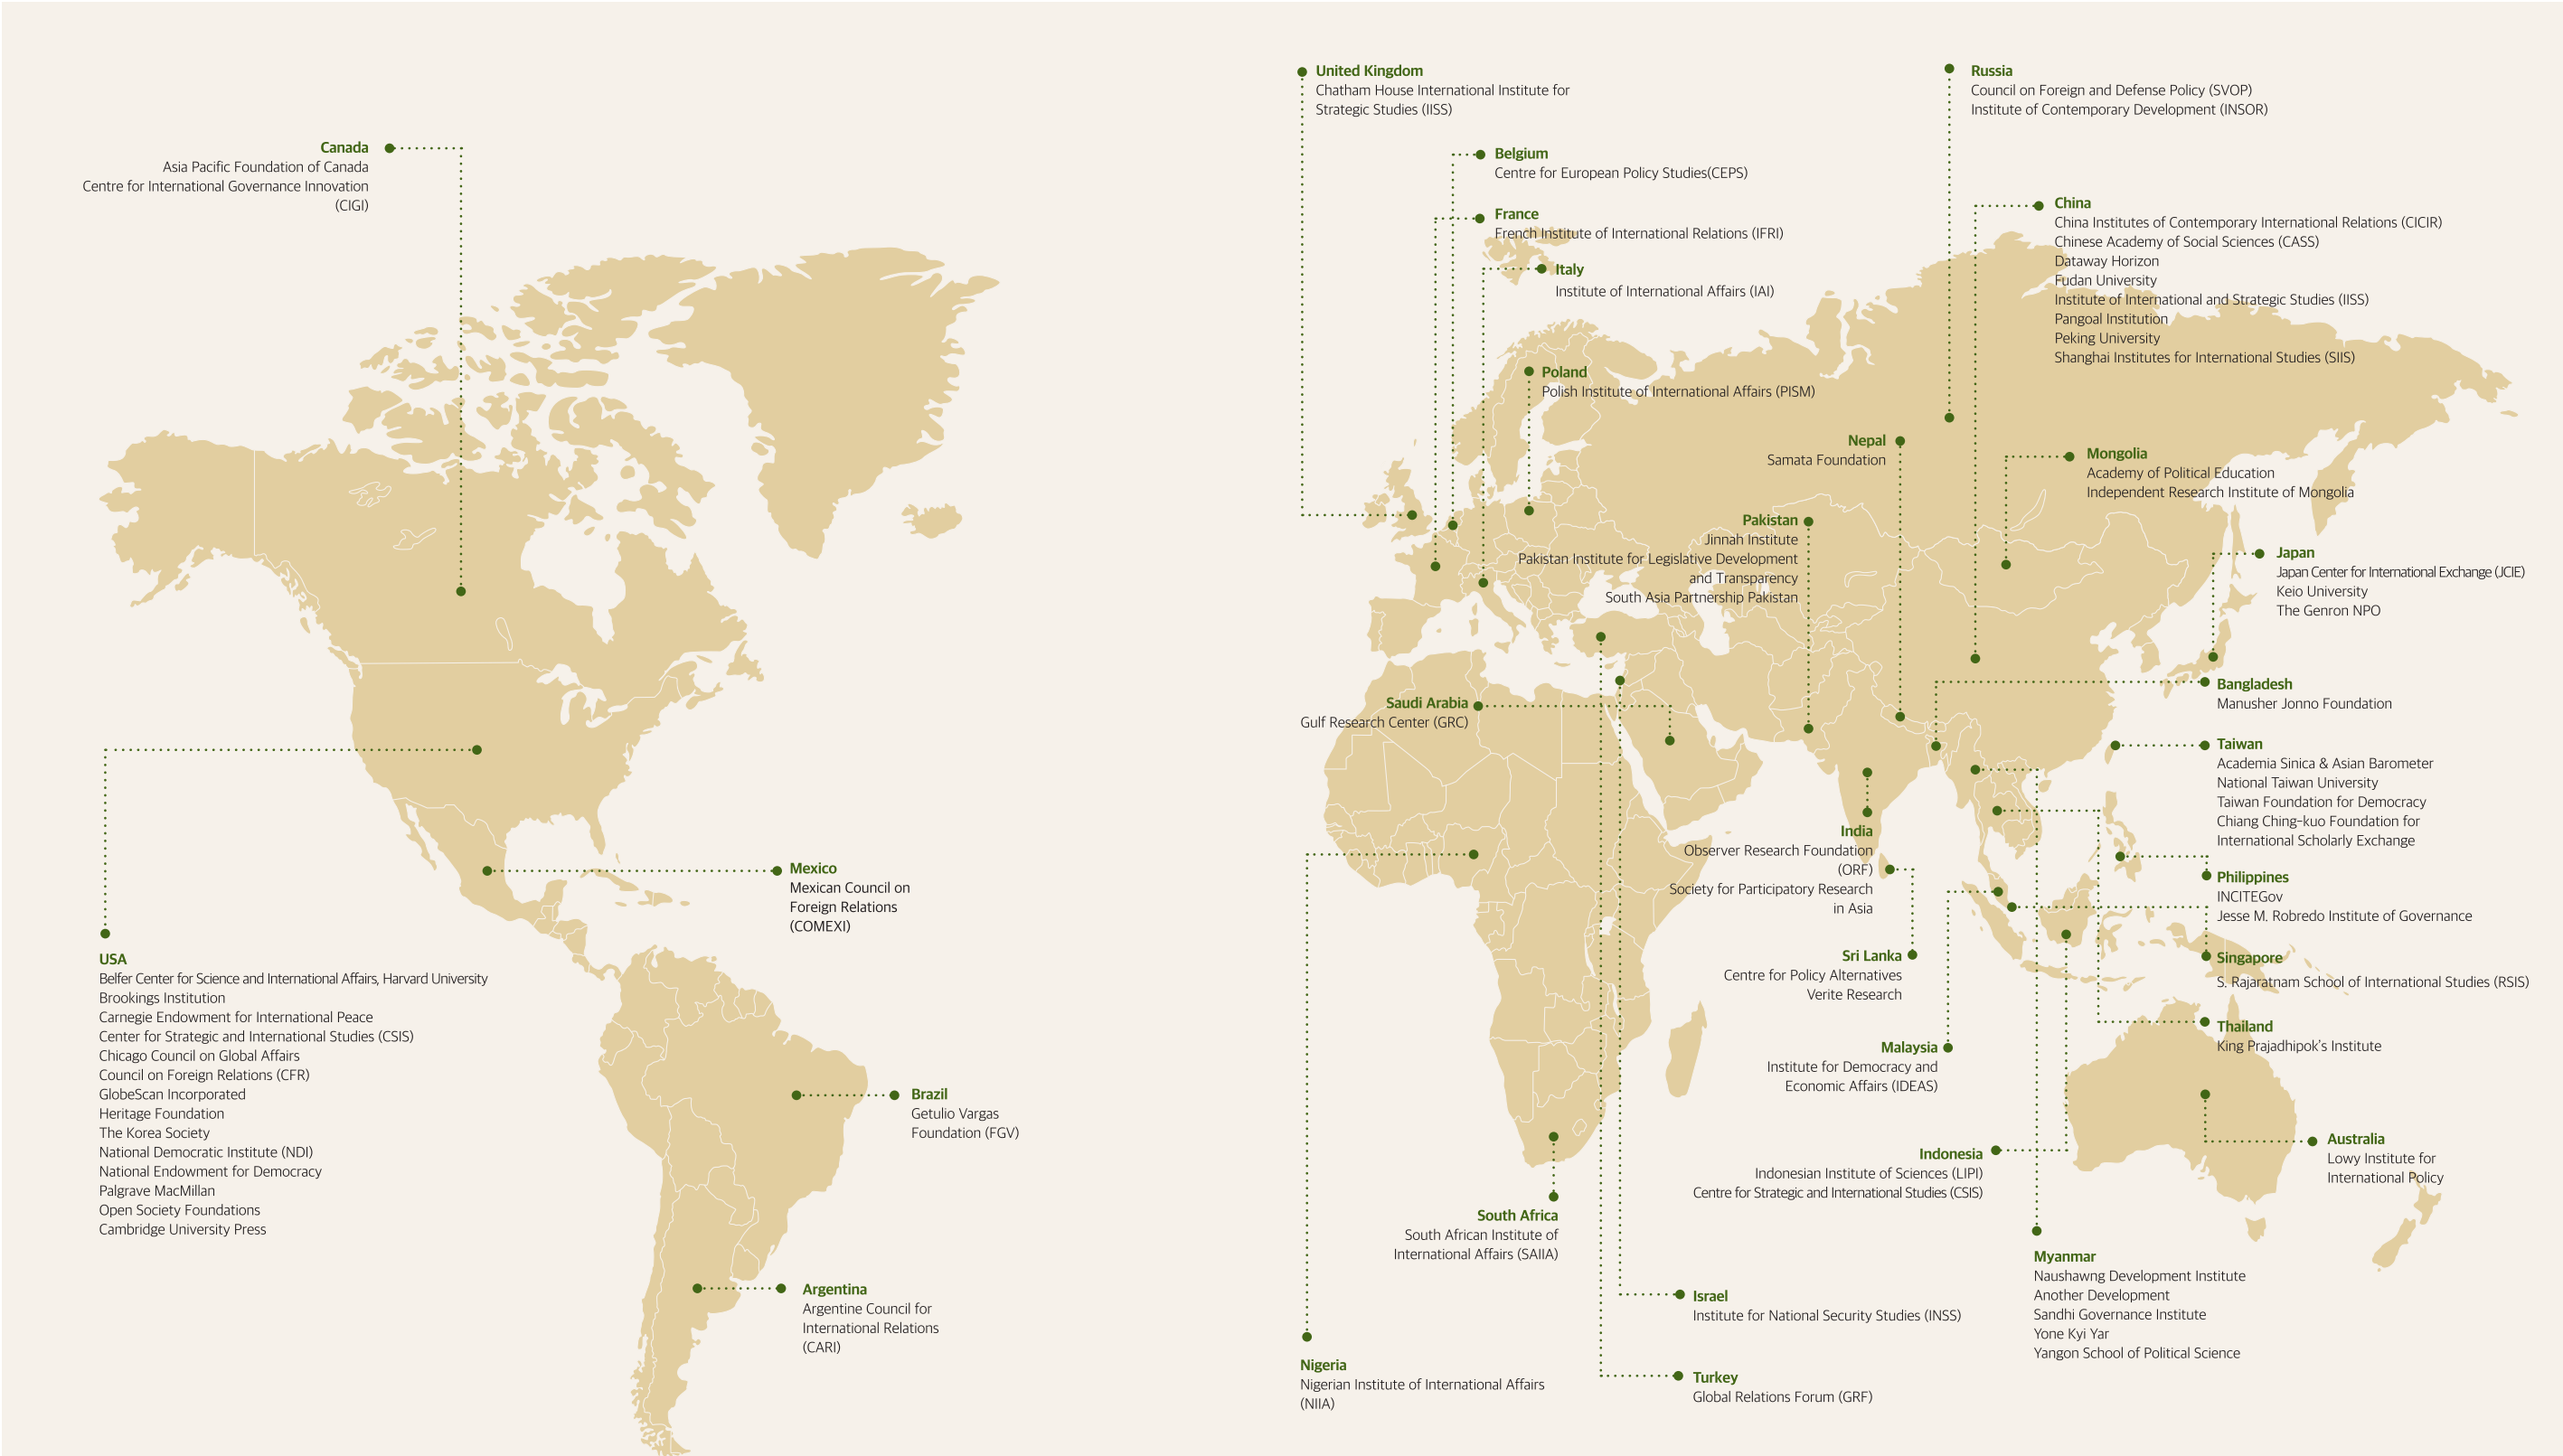 Canada
Asia Pacific Foundation of Canada
Centre for International Governance Innovation
(CIGI)
USA
Belfer Center for Science and International Affairs, Harvard University
Brookings Institution
Carnegie Endowment for International Peace
Center for Strategic and International Studies (CSIS)
Chicago Council on Global Affairs
Council on Foreign Relations (CFR)
GlobeScan Incorporated
Heritage Foundation
The Korea Society
National Democratic Institute (NDI)
National Endowment for Democracy
Palgrave MacMillan
Open Society Foundations
Cambridge University Press
Mexico
Mexican Council on
Foreign Relations
(COMEXI)
Brazil
Getulio Vargas
Foundation (FGV)
Argentina
Argentine Council for
International Relations
(CARI)
United Kingdom
Chatham House International Institute for
Strategic Studies (IISS)
Belgium
Centre for European Policy Studies(CEPS)
France
French Institute of International Relations (IFRI)
Italy
Institute of International Affairs (IAI)
Poland
Polish Institute of International Affairs (PISM)
Russia
Council on Foreign and Defense Policy (SVOP)
Institute of Contemporary Development (INSOR)
China
China Institutes of Contemporary International Relations (CICIR)
Chinese Academy of Social Sciences (CASS)
Dataway Horizon
Fudan University
Institute of International and Strategic Studies (IISS)
Pangoal Institution
Peking University
Shanghai Institutes for International Studies (SIIS)
Nepal
Samata Foundation
Mongolia
Academy of Political Education
Independent Research Institute of Mongolia
Pakistan
Jinnah Institute
Pakistan Institute for Legislative Development
and Transparency
South Asia Partnership Pakistan
Japan
Japan Center for International Exchange (JCIE)
Keio University
The Genron NPO
Saudi Arabia
Gulf Research Center (GRC)
Bangladesh
Manusher Jonno Foundation
Taiwan
Academia Sinica & Asian Barometer
National Taiwan University
Taiwan Foundation for Democracy
Chiang Ching-kuo Foundation for
International Scholarly Exchange
India
Observer Research Foundation
(ORF)
Society for Participatory Research
in Asia
Philippines
INCITEGov
Jesse M. Robredo Institute of Governance
Sri Lanka
Centre for Policy Alternatives
Verite Research
Singapore
S. Rajaratnam School of International Studies (RSIS)
Thailand
King Prajadhipok's Institute
Malaysia
Institute for Democracy and
Economic Affairs (IDEAS)
Australia
Lowy Institute for
International Policy
Indonesia
Indonesian Institute of Sciences (LIPI)
Centre for Strategic and International Studies (CSIS)
South Africa
South African Institute of
International Affairs (SAIIA)
Myanmar
Naushawng Development Institute
Another Development
Sandhi Governance Institute
Yone Kyi Yar
Yangon School of Political Science
Israel
Institute for National Security Studies (INSS)
Nigeria
Nigerian Institute of International Affairs
(NIIA)
Turkey
Global Relations Forum (GRF)